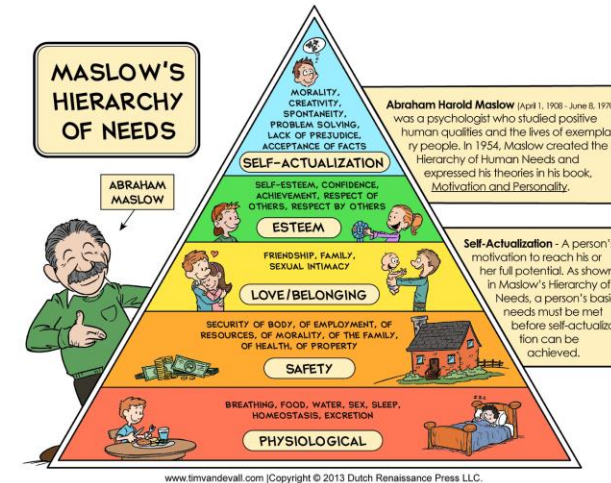 MASLOW'S
HIERARCHY
OF NEEDS
ABRAHAM
MASLOW
MORALITY,
CREATIVITY,
SPONTANEITY,
PROBLEM SOLVING,
LACK OF PREJUDICE,
ACCEPTANCE OF FACTS
SELF-ACTUALIZATION
SELF-ESTEEM, CONFIDENCE,
ACHIEVEMENT, RESPECT OF
OTHERS, RESPECT BY OTHERS
ESTEEM
FRIENDSHIP, FAMILY,
SEXUAL INTIMACY
LOVE/BELONGING
SECURITY OF BODY, OF EMPLOYMENT, OF
RESOURCES, OF MORALITY, OF THE FAMILY,
OF HEALTH, OF PROPERTY
SAFETY
BREATHING, FOOD, WATER, SEX, SLEEP,
HOMEOSTASIS, EXCRETION
PHYSIOLOGICAL
Abraham Harold Maslow (April 1, 1908 - June 8, 1970
was a psychologist who studied positive
human qualities and the lives of exempla
ry people. In 1954, Maslow created the
Hierarchy of Human Needs and
expressed his theories in his book,
Motivation and Personality.
Self-Actualization - A person's
motivation to reach his or
her full potential. As shown
in Maslow's Hierarchy of
Needs, a person's basi
needs must be met
before self-actualiza
tion can be
achieved.
www.timvandevall.com | Copyright © 2013 Dutch Renaissance Press LLC.